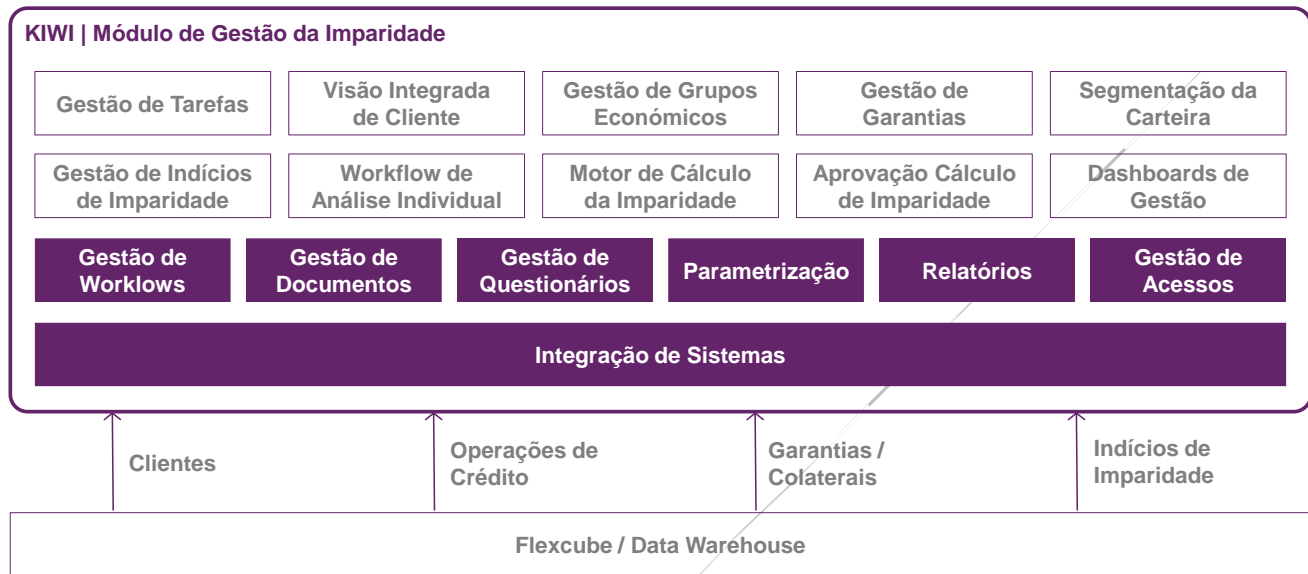 KIWI | Módulo de Gestão da Imparidade
Gestão de Tarefas
Visão Integrada
de Cliente
Gestão de Grupos
Económicos
Gestão de
Garantias
Segmentação da
Carteira
Gestão de Indícios
de Imparidade
Workflow de
Análise Individual
Motor de Cálculo
da Imparidade
Aprovação Cálculo
de Imparidade
Dashboards de
Gestão
Gestão de
Worklows
Gestão de
Documentos
Gestão de
Questionários
Parametrização
Relatórios
Gestão de
Acessos
Integração de Sistemas
Clientes
Operações de
Crédito
Garantias /
Colaterais
Indícios de
Imparidade
Flexcube / Data Warehouse